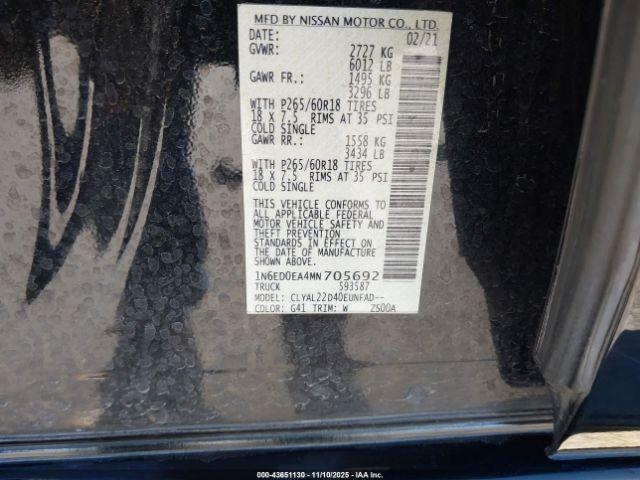 MFD BY NISSAN MOTOR CO., LTD.
DATE: 02/21
GVWR: 2727 KG
6012 LB
GAWR FR.: 1495 KG
3296 LB
WITH P265/60R18 TIRES
18 X 7.5 RIMS AT 35 PSI
COLD SINGLE
GAWR RR.: 1558 KG
3434 LB
WITH P265/60R18 TIRES
18 X 7.5 RIMS AT 35 PSI
COLD SINGLE
THIS VEHICLE CONFORMS TO
ALL APPLICABLE FEDERAL
MOTOR VEHICLE SAFETY AND
THEFT PREVENTION
STANDARDS IN EFFECT ON
THE DATE OF MANUFACTURE
SHOWN ABOVE.
1N6ED0EA4MN705692
TRUCK 593587
MODEL: CLYAL22D40EUNFAD--
COLOR: G41 TRIM: W ZS00A
000-43651130 - 11/10/2025 - IAA, Inc.